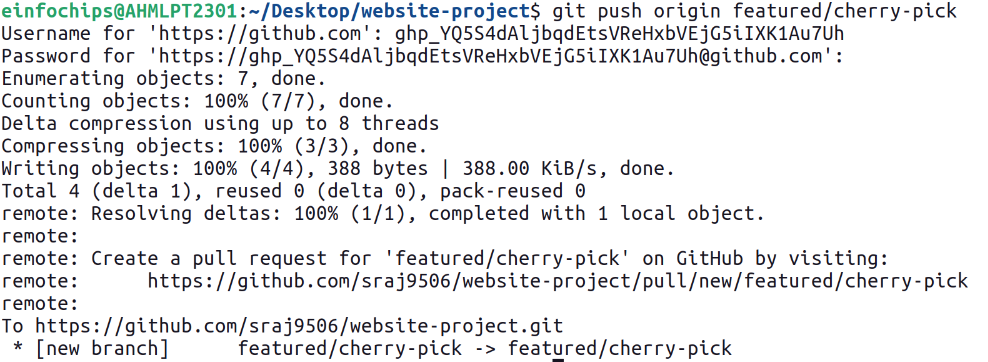 einfochips@AHMLPT2301:~/Desktop/website-project$ git push origin featured/cherry-pick
Username for 'https://github.com': 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
Password for 'https://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@github.com':
Enumerating objects: 7, done.
Counting objects: 100% (7/7), done.
Delta compression using up to 8 threads
Compressing objects: 100% (3/3), done.
Writing objects: 100% (4/4), 388 bytes | 388.00 KiB/s, done.
Total 4 (delta 1), reused 0 (delta 0), pack-reused 0
remote: Resolving deltas: 100% (1/1), completed with 1 local object.
remote:
remote: Create a pull request for 'featured/cherry-pick' on GitHub by visiting:
remote:      https://github.com/sraj9506/website-project/pull/new/featured/cherry-pick
remote:
To https://github.com/sraj9506/website-project.git
 * [new branch]      featured/cherry-pick -> featured/cherry-pick